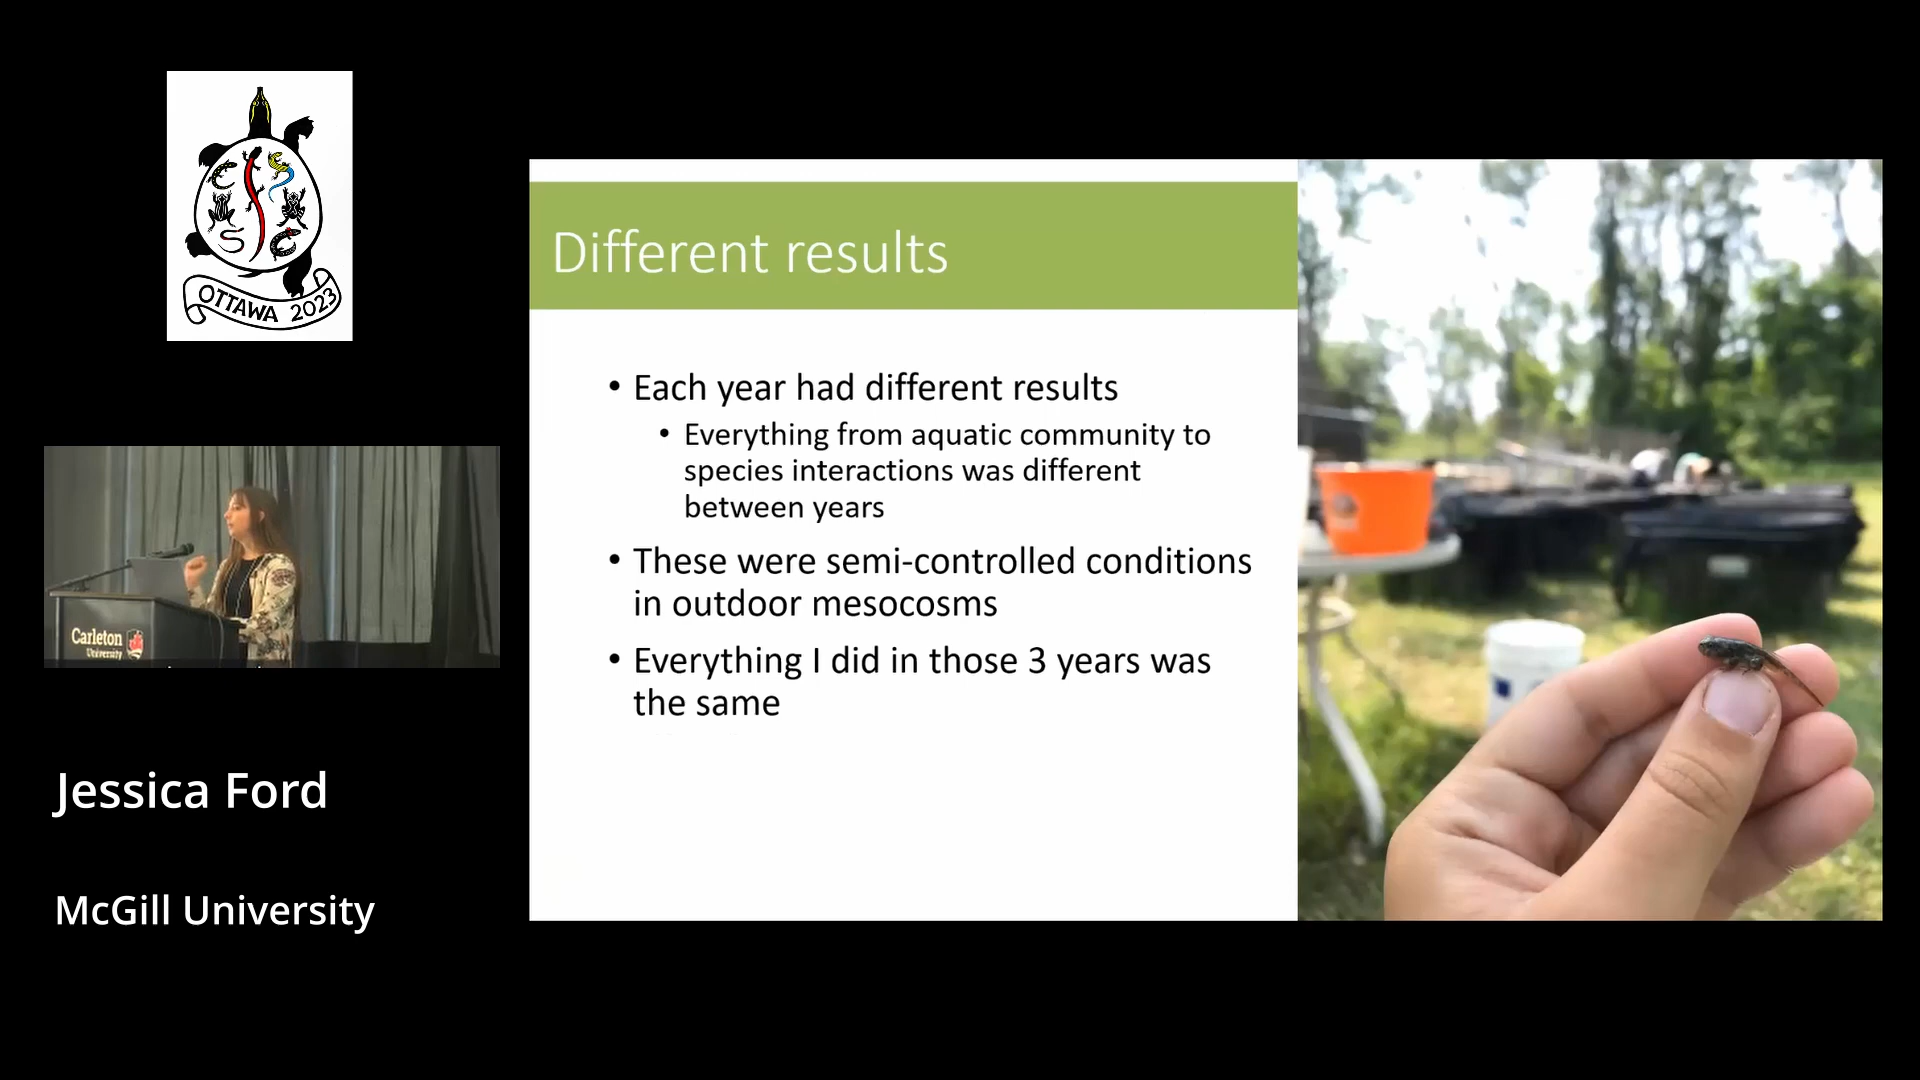 OTTAWA 2023
Different results
• Each year had different results
• Everything from aquatic community to
species interactions was different
between years
• These were semi-controlled conditions
in outdoor mesocosms
• Everything I did in those 3 years was
the same
Carleton
University
Jessica Ford
McGill University